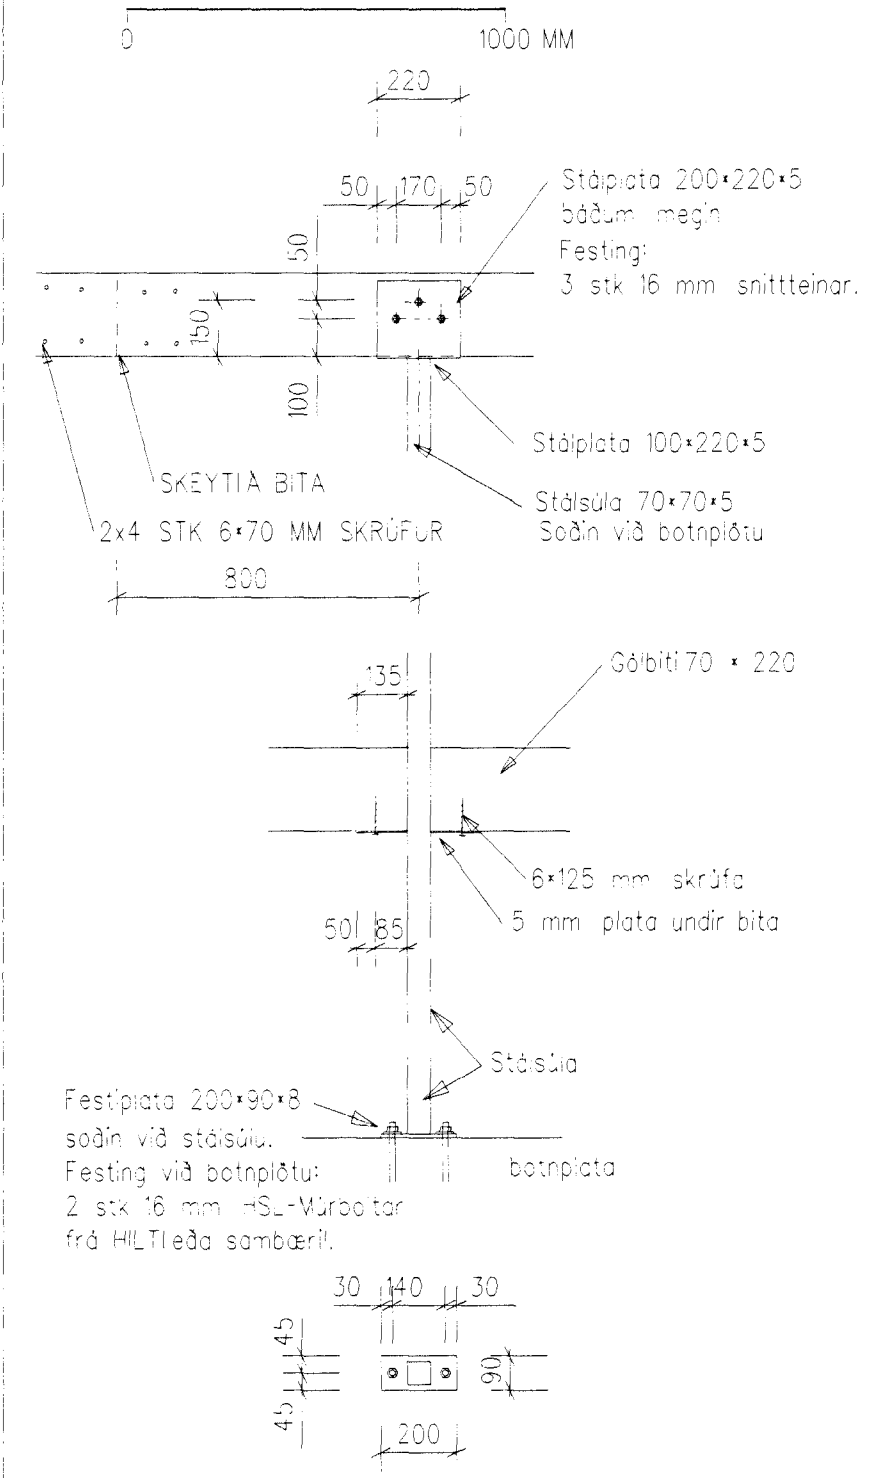 0
1000 MM
220
50 170 50
Stálplata 200*220*5
báðum megin
Festing:
3 stk 16 mm snittteinar.
50
150
100
Stálplata 100*220*5
SKEYTI Á BITA
Stálsúla 70*70*5
Soðin við botnplötu
2x4 STK 6*70 MM SKRÚFUR
800
135
Gólbiti 70 * 220
6*125 mm skrúfa
5 mm plata undir bita
50 85
Stálsúla
Festiplata 200*90*8
soðin við stálsúlu.
Festing við botnplötu:
2 stk 16 mm HSL-Múrboltar
frá HILTI eða sambæril.
botnplata
30 140 30
45
45
90
200